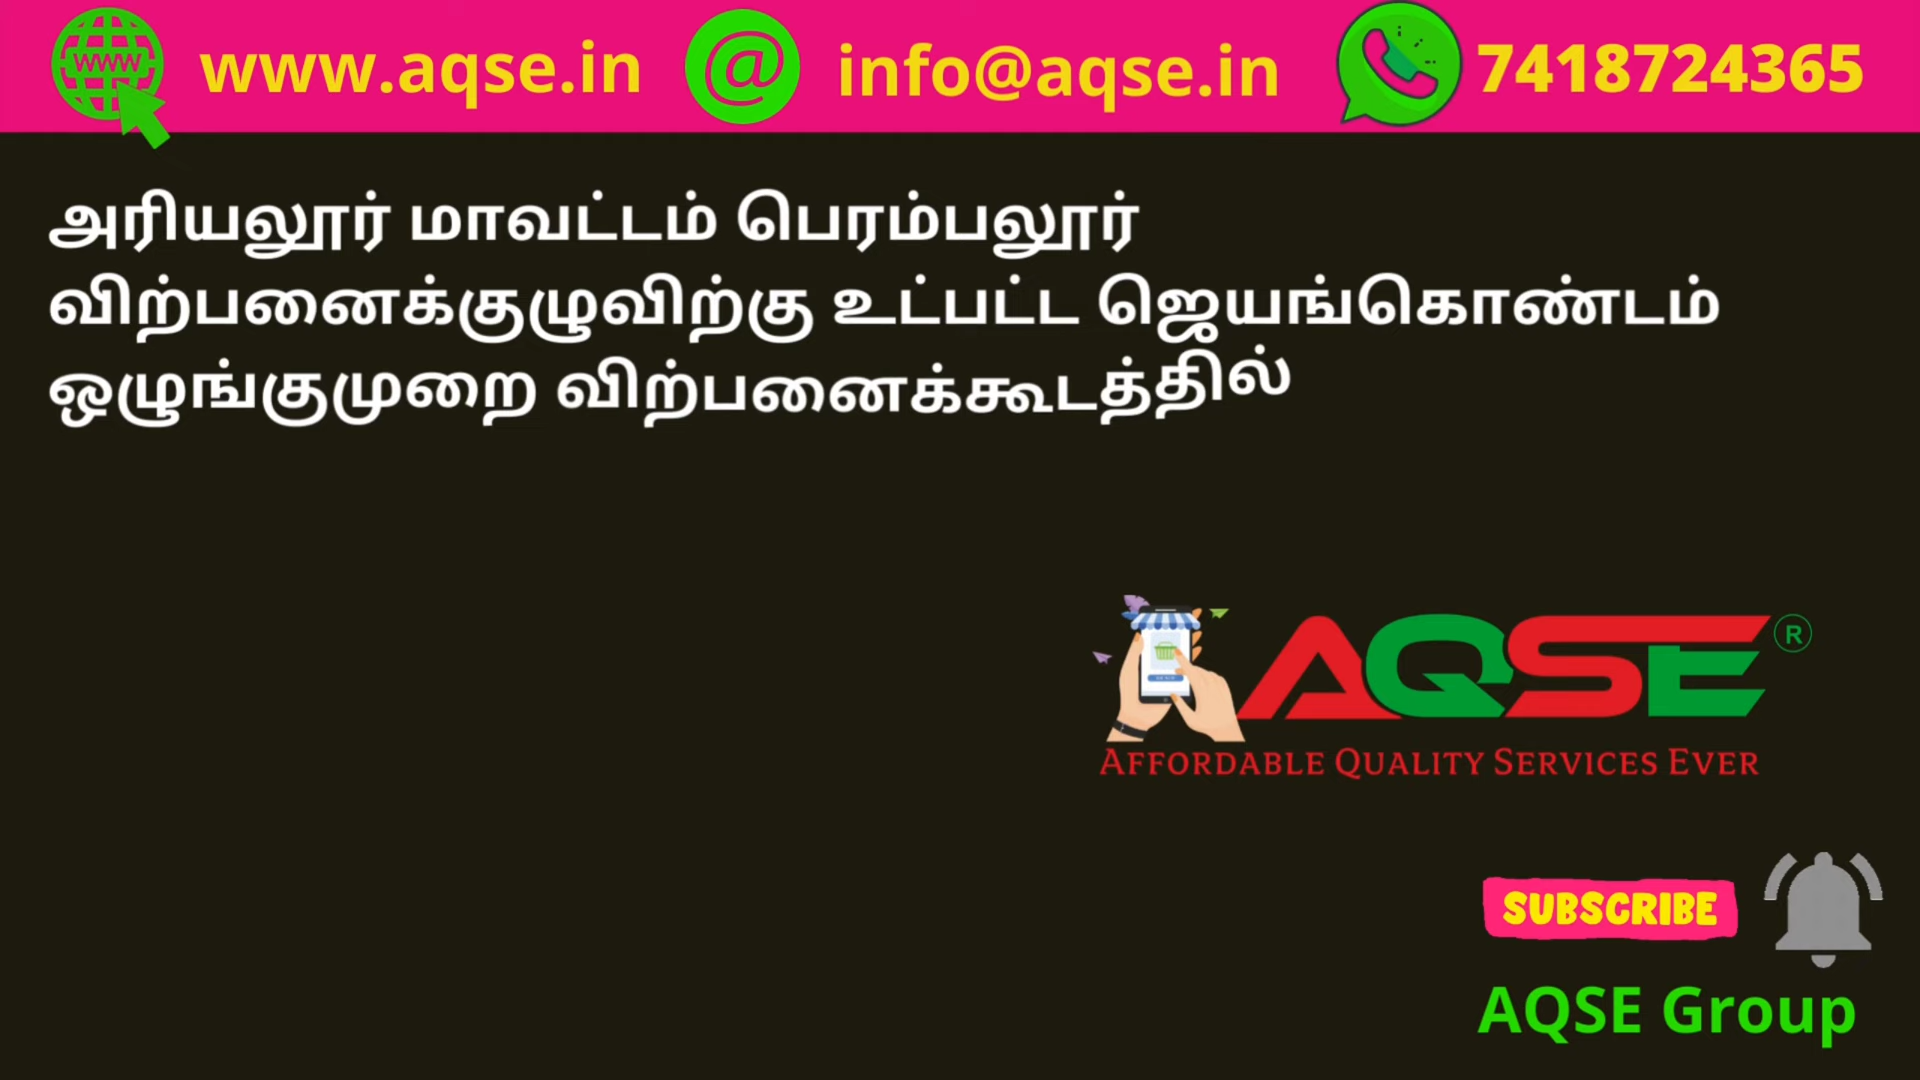 www.aqse.in
info@aqse.in
7418724365
அரியலூர் மாவட்டம் பெரம்பலூர்
விற்பனைக்குழுவிற்கு உட்பட்ட ஜெயங்கொண்டம்
ஒழுங்குமுறை விற்பனைக்கூடத்தில்
AQSE ®
AFFORDABLE QUALITY SERVICES EVER
SUBSCRIBE
AQSE Group